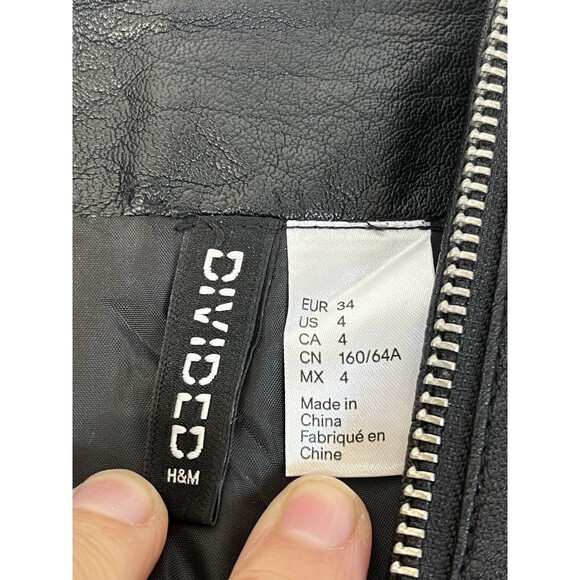 DIVIDED
H&M
EUR 34
US 4
CA 4
CN 160/64A
MX 4
Made in
China
Fabriqué en
Chine